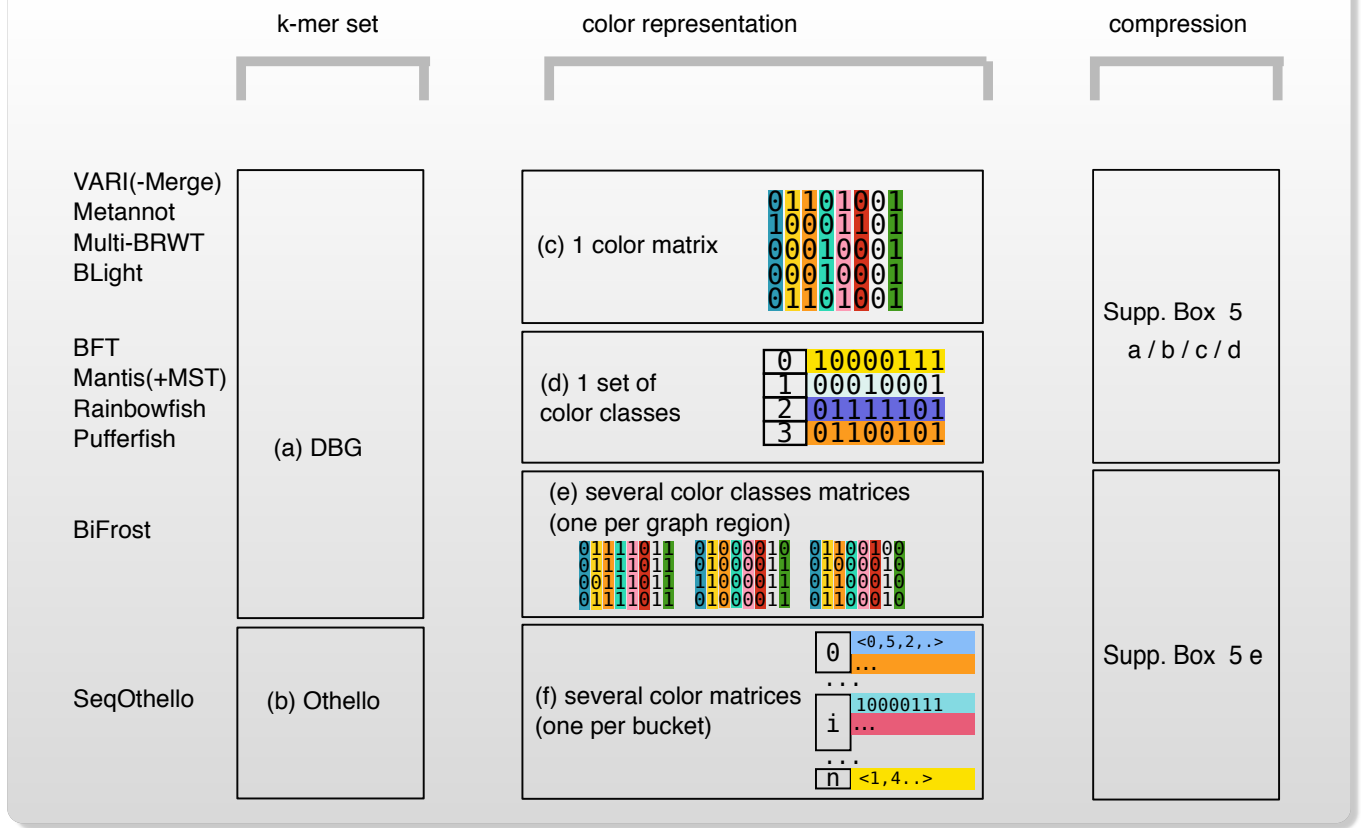 k-mer set
color representation
compression
VARI(-Merge)
Metannot
Multi-BRWT
BLight
(c) 1 color matrix
01101001
10001101
00010001
00010001
01101001
BFT
Mantis(+MST)
Rainbowfish
Pufferfish
(a) DBG
(d) 1 set of
color classes
0 10000111
1 00010001
2 01111101
3 01100101
Supp. Box 5
a / b / c / d
BiFrost
(e) several color classes matrices
(one per graph region)
01111011 01000010 01100100
01111011 01000011 01000010
00111011 11000011 01100010
01111011 01000011 01100010
SeqOthello
(b) Othello
(f) several color matrices
(one per bucket)
0 <0,5,2,.>
...
...
i 10000111
...
...
n <1,4..>
Supp. Box 5 e